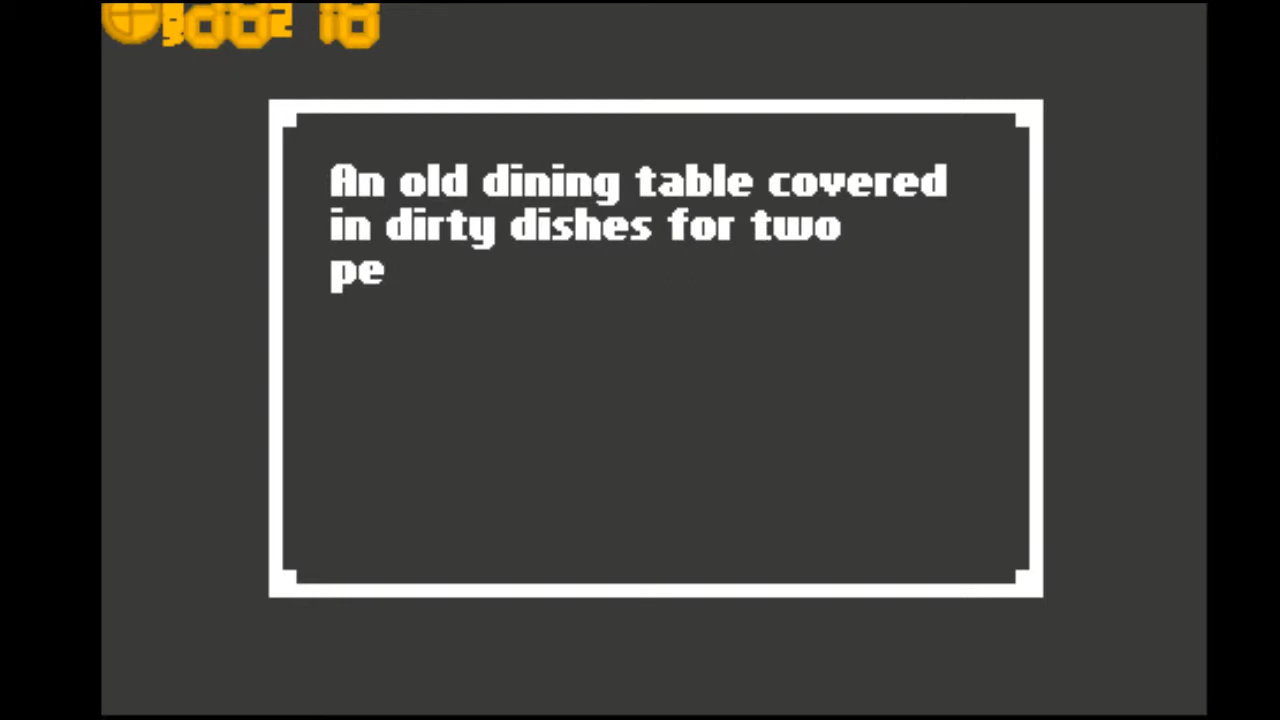 An old dining table covered
in dirty dishes for two
pe